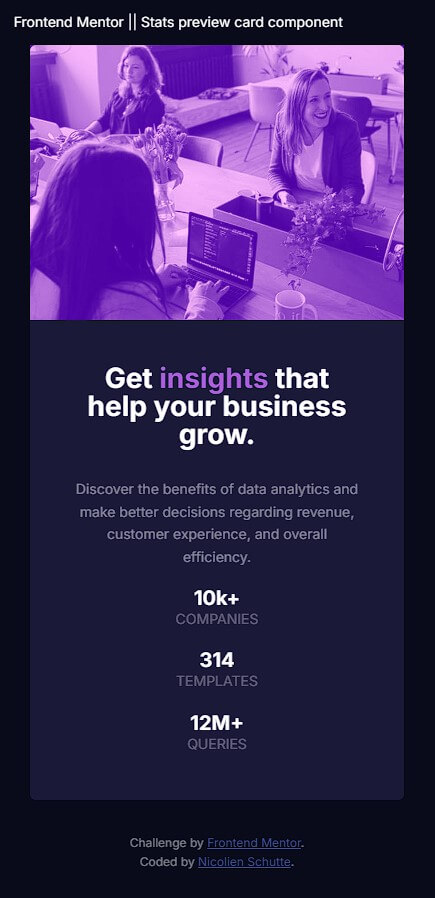 Frontend Mentor || Stats preview card component
Get insights that
help your business
grow.
Discover the benefits of data analytics and
make better decisions regarding revenue,
customer experience, and overall
efficiency.
10k+
COMPANIES
314
TEMPLATES
12M+
QUERIES
Challenge by Frontend Mentor.
Coded by Nicolien Schutte.